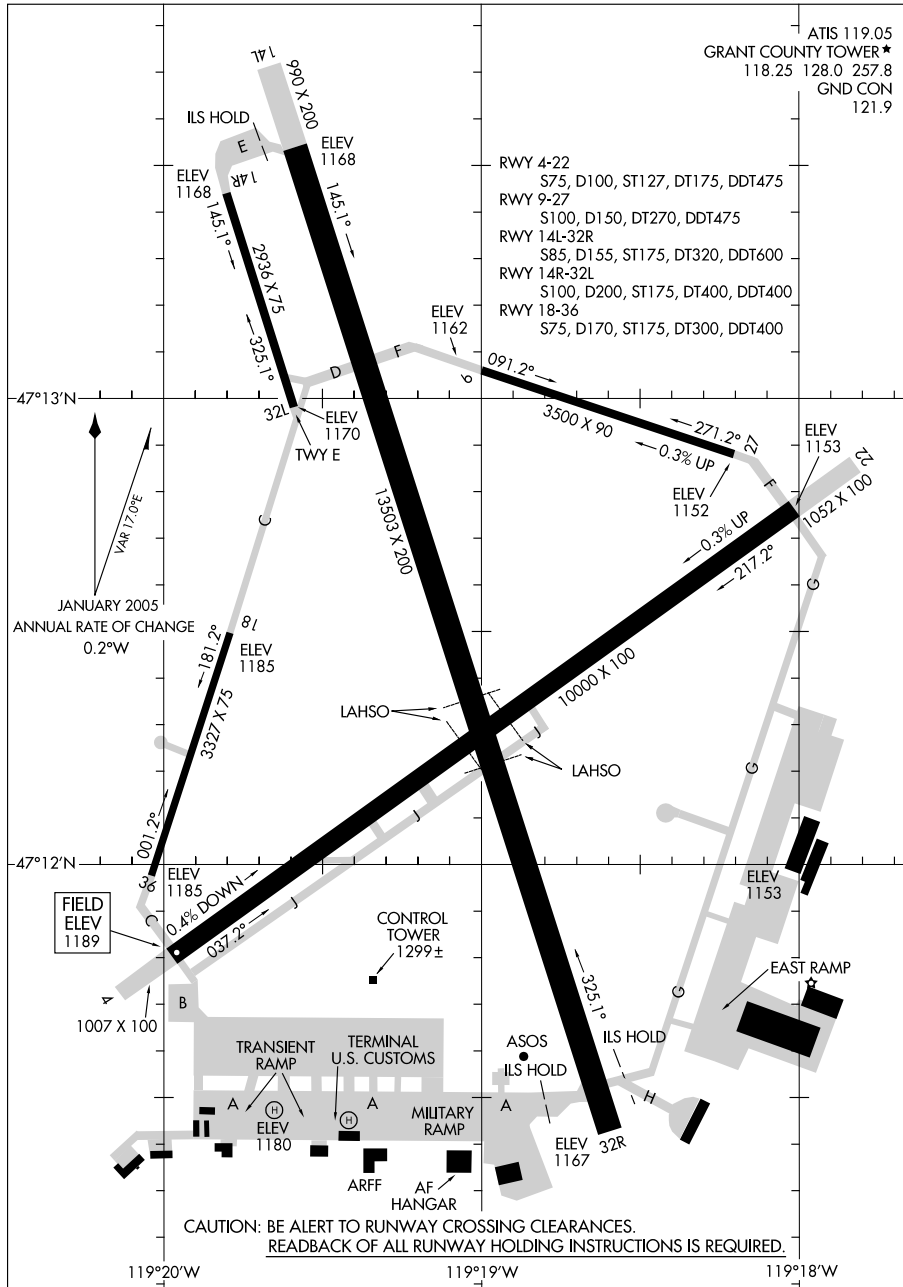 ATIS 119.05
GRANT COUNTY TOWER★
118.25 128.0 257.8
GND CON
121.9
14L
990 X 200
ILS HOLD
E
ELEV
1168
ELEV
1168
14R
145.1°
145.1°
2936 X 75
325.1°
RWY 4-22
S75, D100, ST127, DT175, DDT475
RWY 9-27
S100, D150, DT270, DDT475
RWY 14L-32R
S85, D155, ST175, DT320, DDT600
RWY 14R-32L
S100, D200, ST175, DT400, DDT400
RWY 18-36
S75, D170, ST175, DT300, DDT400
ELEV
1162
D
F
9
091.2°
3500 X 90
271.2°
27
0.3% UP
47°13'N
32L
ELEV
1170
TWY E
ELEV
1153
ELEV
1152
F
22
1052 X 100
VAR 17.0°E
JANUARY 2005
ANNUAL RATE OF CHANGE
0.2°W
C
13503 X 200
0.3% UP
217.2°
G
18
181.2°
ELEV
1185
3327 X 75
LAHSO
10000 X 100
J
LAHSO
G
J
001.2°
47°12'N
36
ELEV
1185
ELEV
1153
FIELD
ELEV
1189
C
0.4% DOWN
037.2°
J
CONTROL
TOWER
1299±
EAST RAMP
4
1007 X 100
B
G
325.1°
ILS HOLD
ASOS
ILS HOLD
TRANSIENT
RAMP
TERMINAL
U.S. CUSTOMS
H
A
H
A
A
H
ELEV
1180
MILITARY
RAMP
ELEV
1167
32R
ARFF
AF
HANGAR
CAUTION: BE ALERT TO RUNWAY CROSSING CLEARANCES.
READBACK OF ALL RUNWAY HOLDING INSTRUCTIONS IS REQUIRED.
119°20'W
119°19'W
119°18'W